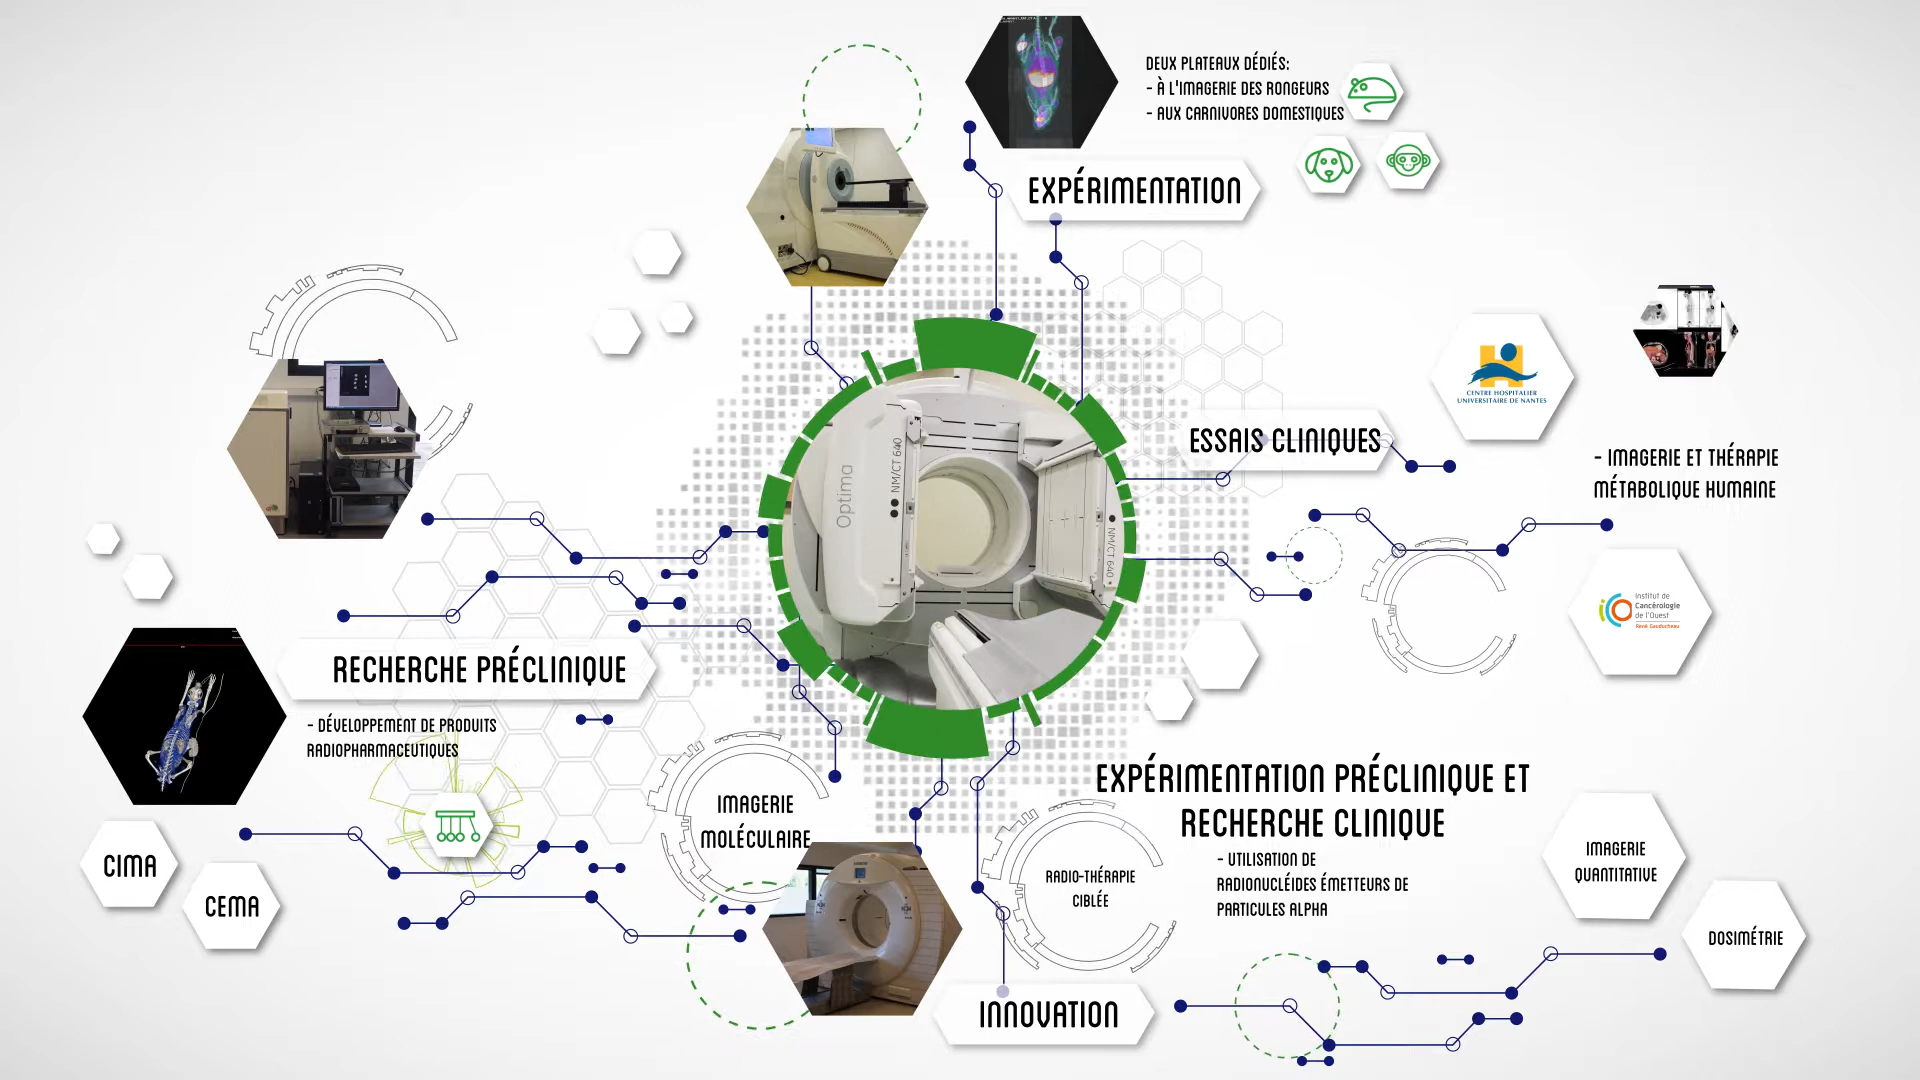 DEUX PLATEAUX DÉDIÉS:
- À L'IMAGERIE DES RONGEURS
- AUX CARNIVORES DOMESTIQUES
EXPÉRIMENTATION
CENTRE HOSPITALIER
UNIVERSITAIRE DE NANTES
ESSAIS CLINIQUES
- IMAGERIE ET THÉRAPIE
MÉTABOLIQUE HUMAINE
Optima
NM/CT 640
NM/CT 640
Institut de
Cancérologie
de l'Ouest
René Gauducheau
RECHERCHE PRÉCLINIQUE
- DÉVELOPPEMENT DE PRODUITS
RADIOPHARMACEUTIQUES
CIMA
CEMA
IMAGERIE
MOLÉCULAIRE
EXPÉRIMENTATION PRÉCLINIQUE ET
RECHERCHE CLINIQUE
- UTILISATION DE
RADIONUCLÉIDES ÉMETTEURS DE
PARTICULES ALPHA
RADIO-THÉRAPIE
CIBLÉE
IMAGERIE
QUANTITATIVE
DOSIMÉTRIE
INNOVATION